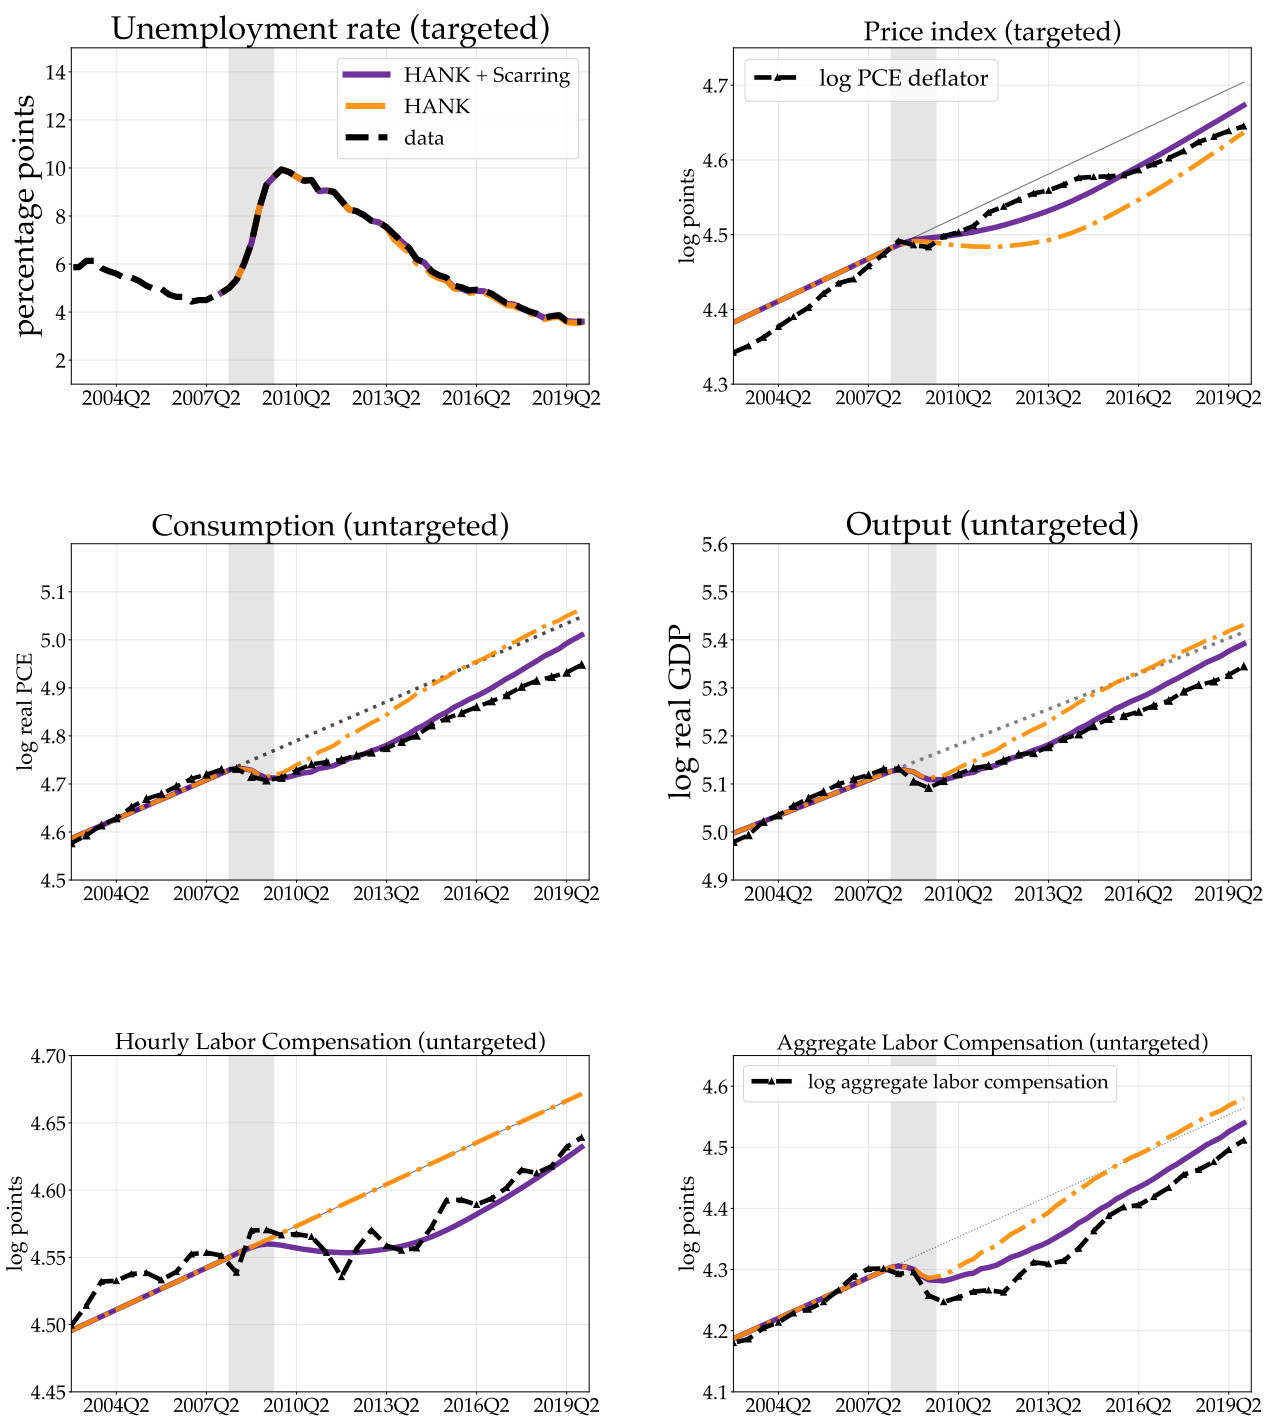 Unemployment rate (targeted)
percentage points
14
12
10
8
6
4
2
HANK + Scarring
HANK
data
2004Q2 2007Q2 2010Q2 2013Q2 2016Q2 2019Q2
Price index (targeted)
log points
4.7
4.6
4.5
4.4
4.3
log PCE deflator
2004Q2 2007Q2 2010Q2 2013Q2 2016Q2 2019Q2
Consumption (untargeted)
log real PCE
5.1
5.0
4.9
4.8
4.7
4.6
4.5
2004Q2 2007Q2 2010Q2 2013Q2 2016Q2 2019Q2
Output (untargeted)
log real GDP
5.6
5.5
5.4
5.3
5.2
5.1
5.0
4.9
2004Q2 2007Q2 2010Q2 2013Q2 2016Q2 2019Q2
Hourly Labor Compensation (untargeted)
log points
4.70
4.65
4.60
4.55
4.50
4.45
2004Q2 2007Q2 2010Q2 2013Q2 2016Q2 2019Q2
Aggregate Labor Compensation (untargeted)
log points
4.6
4.5
4.4
4.3
4.2
4.1
log aggregate labor compensation
2004Q2 2007Q2 2010Q2 2013Q2 2016Q2 2019Q2